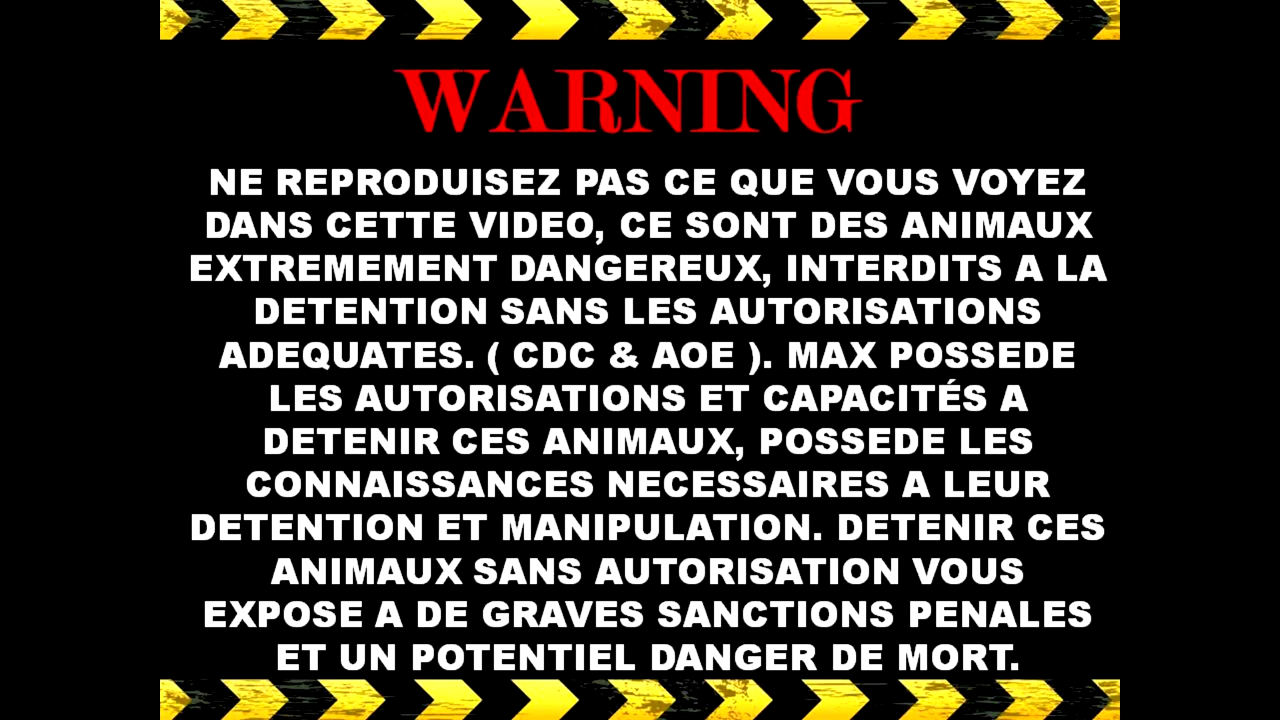 WARNING
NE REPRODUISEZ PAS CE QUE VOUS VOYEZ
DANS CETTE VIDEO, CE SONT DES ANIMAUX
EXTREMEMENT DANGEREUX, INTERDITS A LA
DETENTION SANS LES AUTORISATIONS
ADEQUATES. ( CDC & AOE ). MAX POSSEDE
LES AUTORISATIONS ET CAPACITÉS A
DETENIR CES ANIMAUX, POSSEDE LES
CONNAISSANCES NECESSAIRES A LEUR
DETENTION ET MANIPULATION. DETENIR CES
ANIMAUX SANS AUTORISATION VOUS
EXPOSE A DE GRAVES SANCTIONS PENALES
ET UN POTENTIEL DANGER DE MORT.